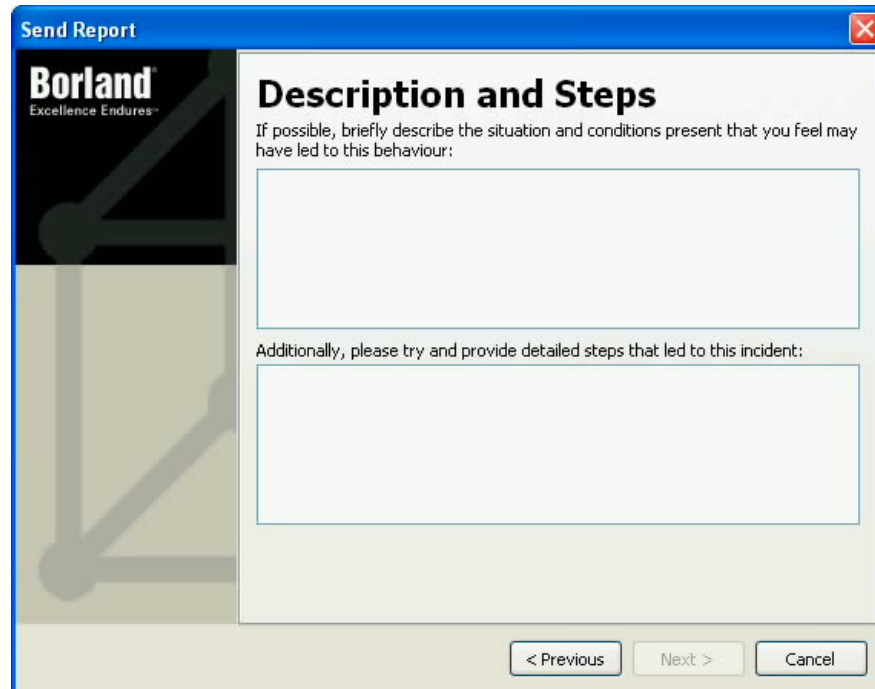 Send Report
Borland®
Excellence Endures™
Description and Steps
If possible, briefly describe the situation and conditions present that you feel may
have led to this behaviour:
Additionally, please try and provide detailed steps that led to this incident:
< Previous
Next >
Cancel